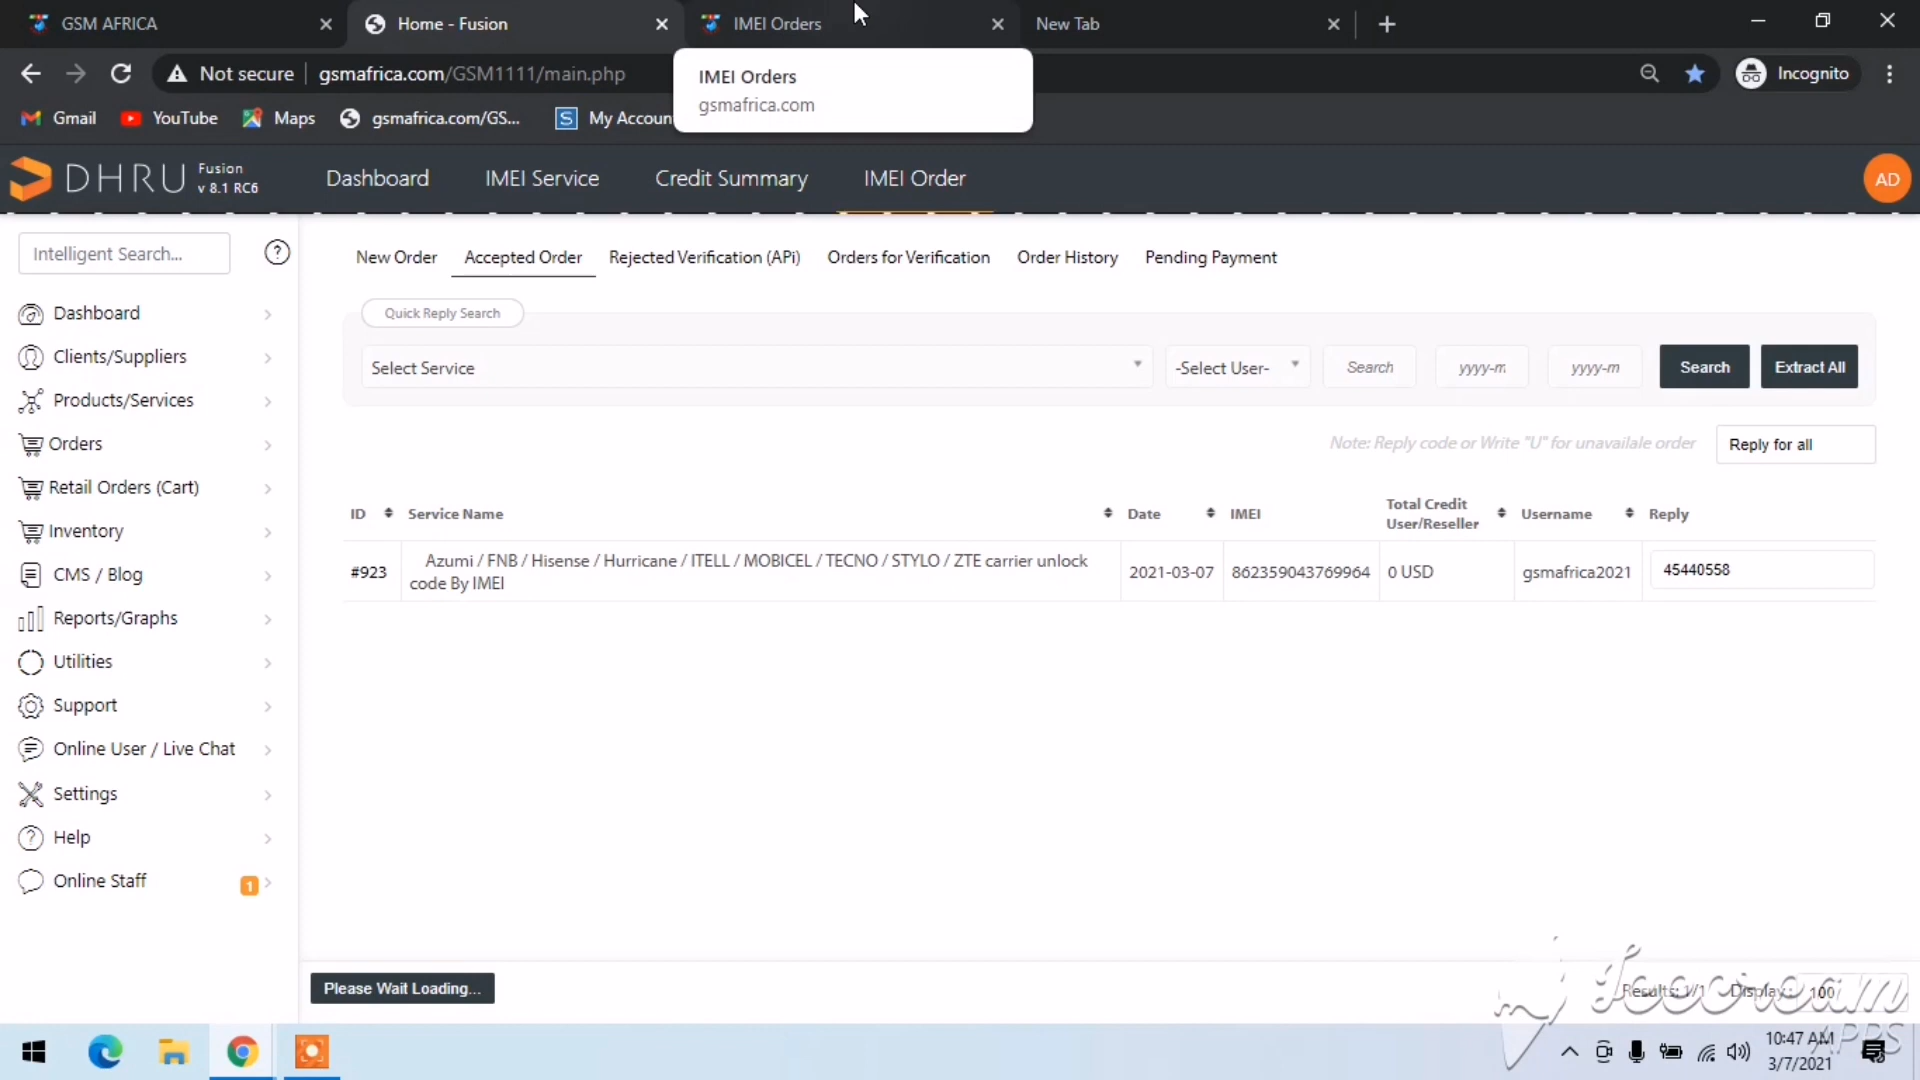 GSM AFRICA
Home - Fusion
IMEI Orders
New Tab
Not secure
gsmafrica.com/GSM1111/main.php
IMEI Orders
gsmafrica.com
Incognito
Gmail
YouTube
Maps
gsmafrica.com/GS...
My Accoun
DHRU Fusion
v 8.1 RC6
Dashboard
IMEI Service
Credit Summary
IMEI Order
AD
Intelligent Search...
?
New Order
Accepted Order
Rejected Verification (APi)
Orders for Verification
Order History
Pending Payment
Dashboard
Clients/Suppliers
Products/Services
Orders
Retail Orders (Cart)
Inventory
CMS / Blog
Reports/Graphs
Utilities
Support
Online User / Live Chat
Settings
Help
Online Staff
1
Quick Reply Search
Select Service
-Select User-
Search
yyyy-m
yyyy-m
Search
Extract All
Note: Reply code or Write "U" for unavailale order
Reply for all
ID
Service Name
Date
IMEI
Total Credit
User/Reseller
Username
Reply
#923
Azumi / FNB / Hisense / Hurricane / ITELL / MOBICEL / TECNO / STYLO / ZTE carrier unlock
code By IMEI
2021-03-07
862359043769964
0 USD
gsmafrica2021
45440558
Please Wait Loading...
Results: 1/1
Display: 100
Icecream
APPS
10:47 AM
3/7/2021